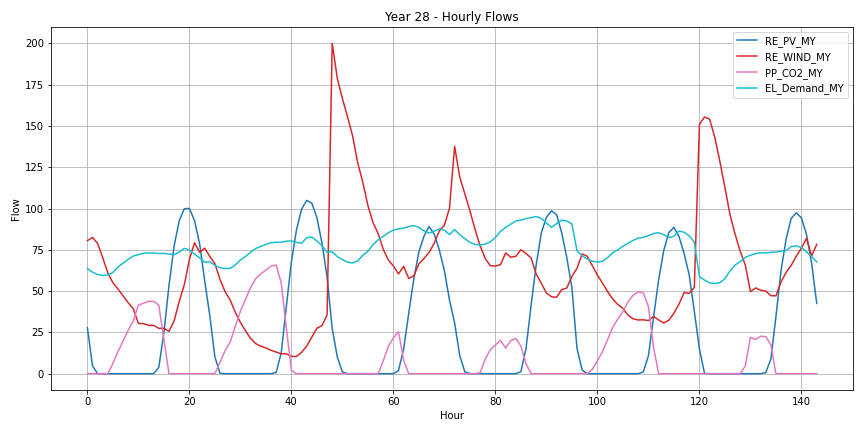 Year 28 - Hourly Flows
RE_PV_MY
RE_WIND_MY
PP_CO2_MY
EL_Demand_MY
200
175
150
125
100
75
50
25
0
Flow
0 20 40 60 80 100 120 140
Hour